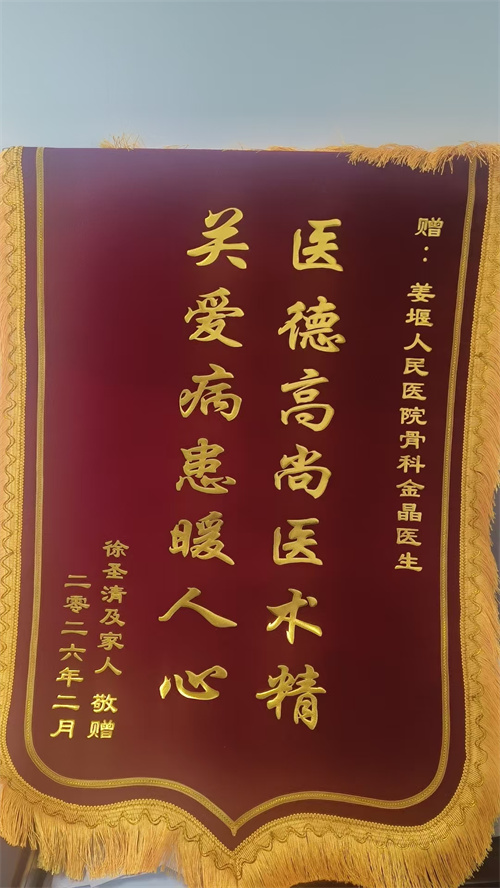 赠：姜堰人民医院骨科金晶医生
医德高尚医术精
关爱病患暖人心
徐圣清及家人 敬赠
二零二六年二月